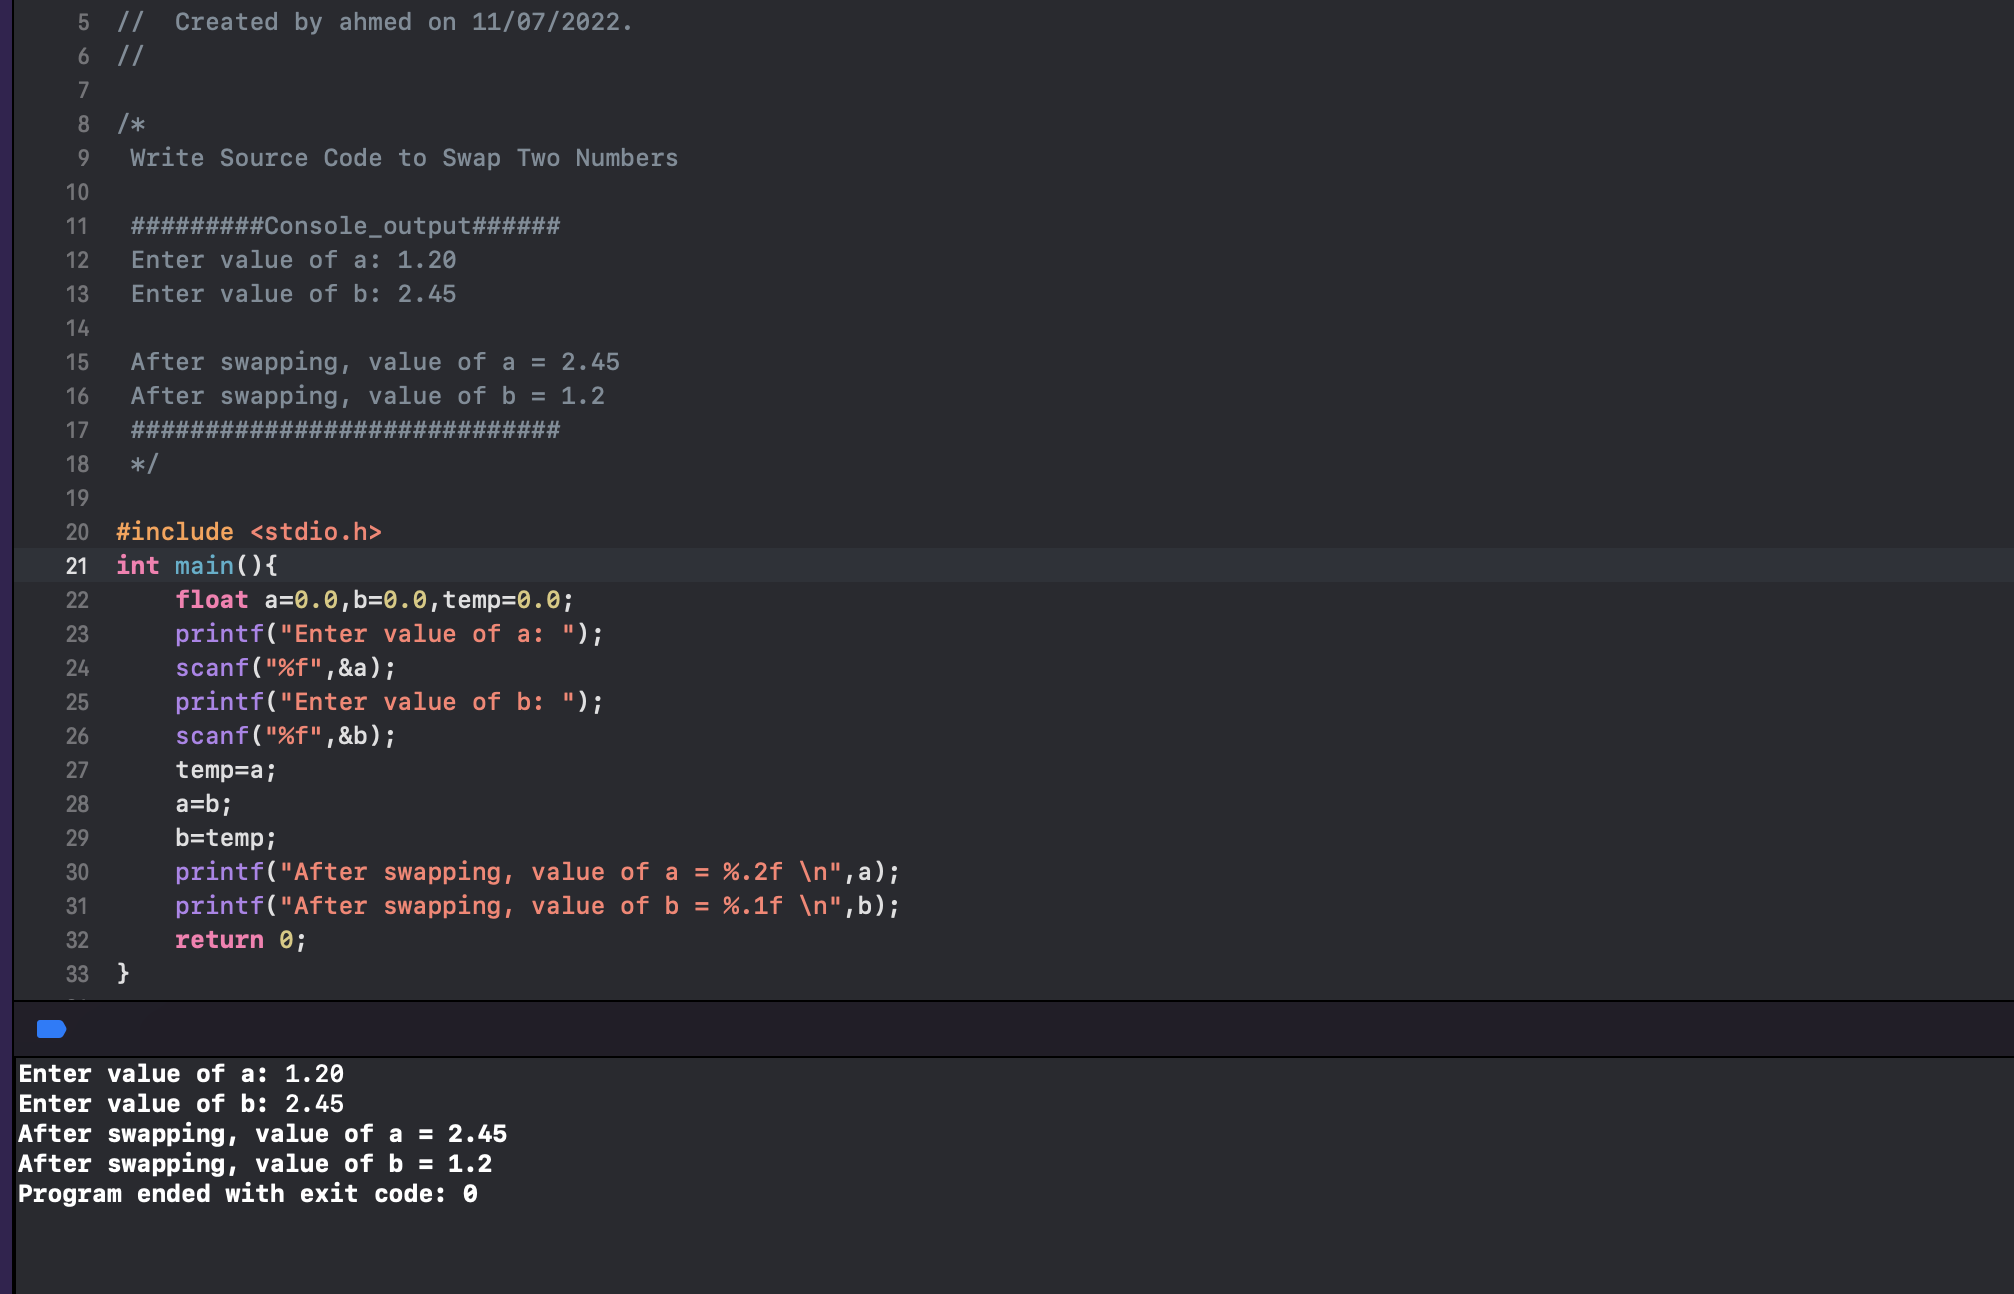 5 //  Created by ahmed on 11/07/2022.
6 //
7
8 /*
9  Write Source Code to Swap Two Numbers
10
11  #########Console_output######
12  Enter value of a: 1.20
13  Enter value of b: 2.45
14
15  After swapping, value of a = 2.45
16  After swapping, value of b = 1.2
17  #############################
18  */
19
20 #include <stdio.h>
21 int main(){
22     float a=0.0,b=0.0,temp=0.0;
23     printf("Enter value of a: ");
24     scanf("%f",&a);
25     printf("Enter value of b: ");
26     scanf("%f",&b);
27     temp=a;
28     a=b;
29     b=temp;
30     printf("After swapping, value of a = %.2f \n",a);
31     printf("After swapping, value of b = %.1f \n",b);
32     return 0;
33 }
Enter value of a: 1.20
Enter value of b: 2.45
After swapping, value of a = 2.45
After swapping, value of b = 1.2
Program ended with exit code: 0